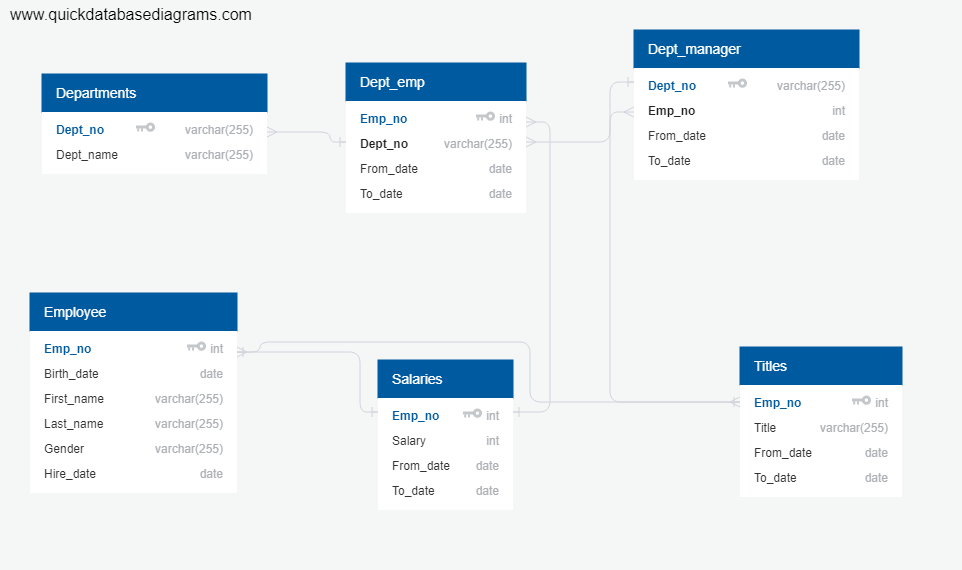 www.quickdatabasediagrams.com
Departments
Dept_no varchar(255)
Dept_name varchar(255)
Dept_emp
Emp_no int
Dept_no varchar(255)
From_date date
To_date date
Dept_manager
Dept_no varchar(255)
Emp_no int
From_date date
To_date date
Employee
Emp_no int
Birth_date date
First_name varchar(255)
Last_name varchar(255)
Gender varchar(255)
Hire_date date
Salaries
Emp_no int
Salary int
From_date date
To_date date
Titles
Emp_no int
Title varchar(255)
From_date date
To_date date